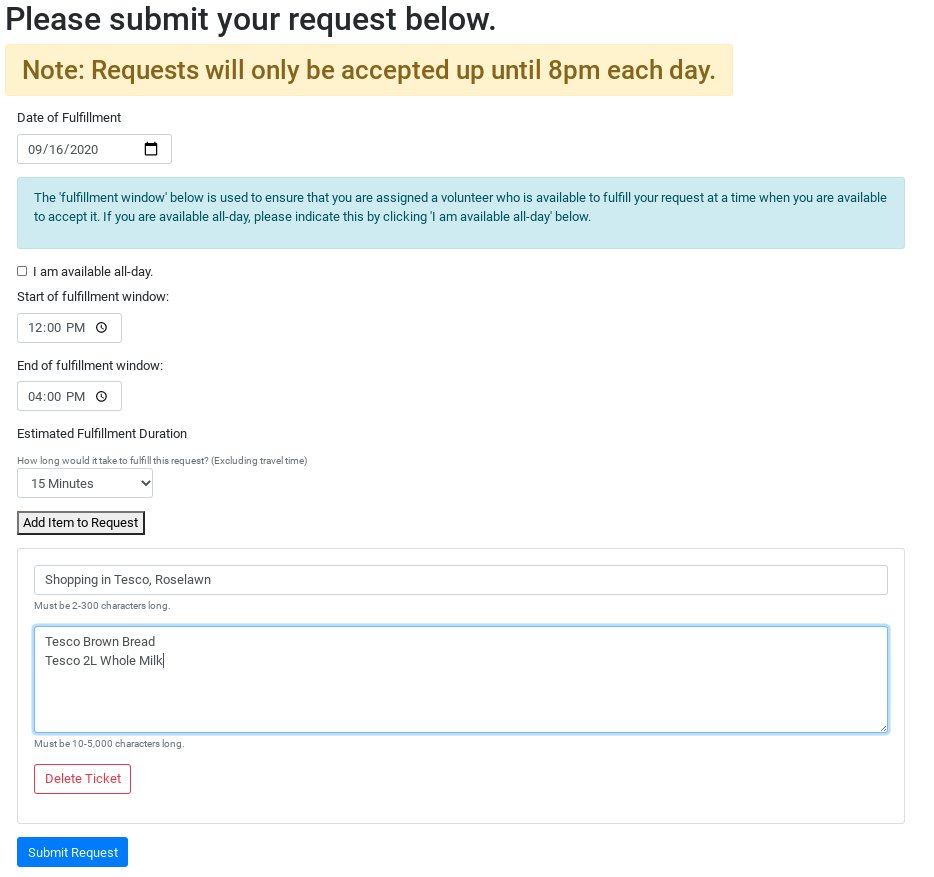 Please submit your request below.
Note: Requests will only be accepted up until 8pm each day.
Date of Fulfillment
09/16/2020
The 'fulfillment window' below is used to ensure that you are assigned a volunteer who is available to fulfill your request at a time when you are available
to accept it. If you are available all-day, please indicate this by clicking 'I am available all-day' below.
I am available all-day.
Start of fulfillment window:
12:00 PM
End of fulfillment window:
04:00 PM
Estimated Fulfillment Duration
How long would it take to fulfill this request? (Excluding travel time)
15 Minutes
Add Item to Request
Shopping in Tesco, Roselawn
Must be 2-300 characters long.
Tesco Brown Bread
Tesco 2L Whole Milk
Must be 10-5,000 characters long.
Delete Ticket
Submit Request